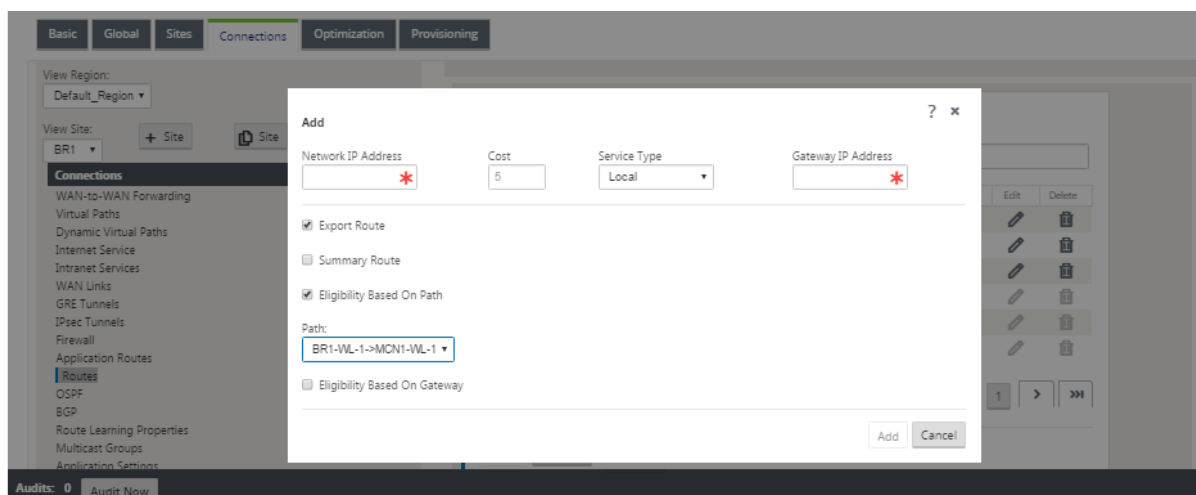 Basic Global Sites Connections Optimization Provisioning
View Region:
Default_Region
View Site:
+ Site Site
BR1
Connections
WAN-to-WAN Forwarding
Virtual Paths
Dynamic Virtual Paths
Internet Service
Intranet Services
WAN Links
GRE Tunnels
IPsec Tunnels
Firewall
Application Routes
Routes
OSPF
BGP
Route Learning Properties
Multicast Groups
Application Settings
Add ? ×
Network IP Address Cost Service Type Gateway IP Address
* 5 Local *
Export Route
Summary Route
Eligibility Based On Path
Path:
BR1-WL-1->MCN1-WL-1
Eligibility Based On Gateway
Add Cancel
Edit Delete
1
Audits: 0 Audit Now